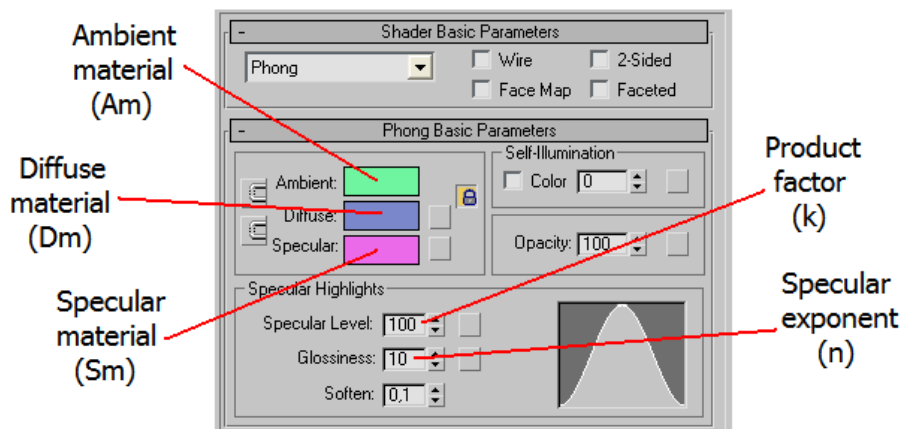 Ambient
material
(Am)
Diffuse
material
(Dm)
Specular
material
(Sm)
- Shader Basic Parameters
Phong
Wire
2-Sided
Face Map
Faceted
- Phong Basic Parameters
Ambient:
Diffuse:
Specular:
Self-Illumination
Color 0
Opacity: 100
Specular Highlights
Specular Level: 100
Glossiness: 10
Soften: 0,1
Product
factor
(k)
Specular
exponent
(n)